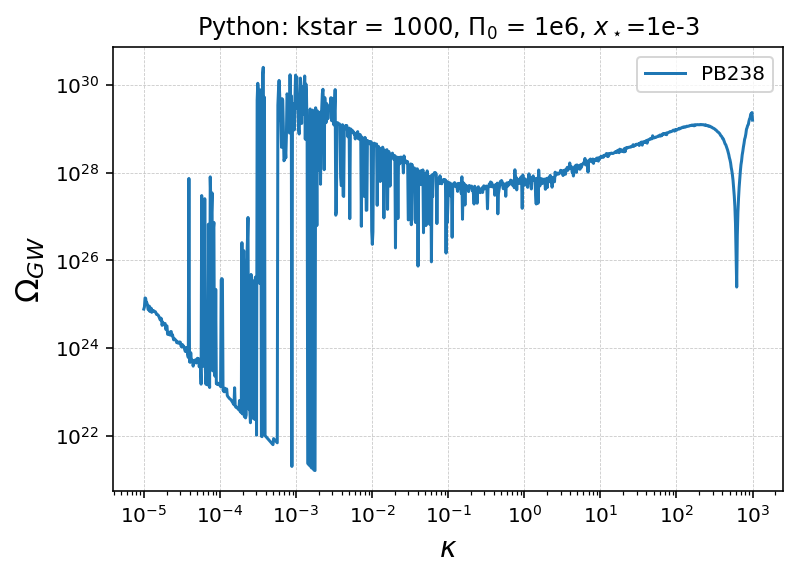 Python: kstar = 1000, Π₀ = 1e6, x⋆=1e-3
PB238
Ω_GW
10³⁰
10²⁸
10²⁶
10²⁴
10²²
10⁻⁵ 10⁻⁴ 10⁻³ 10⁻² 10⁻¹ 10⁰ 10¹ 10² 10³
κ